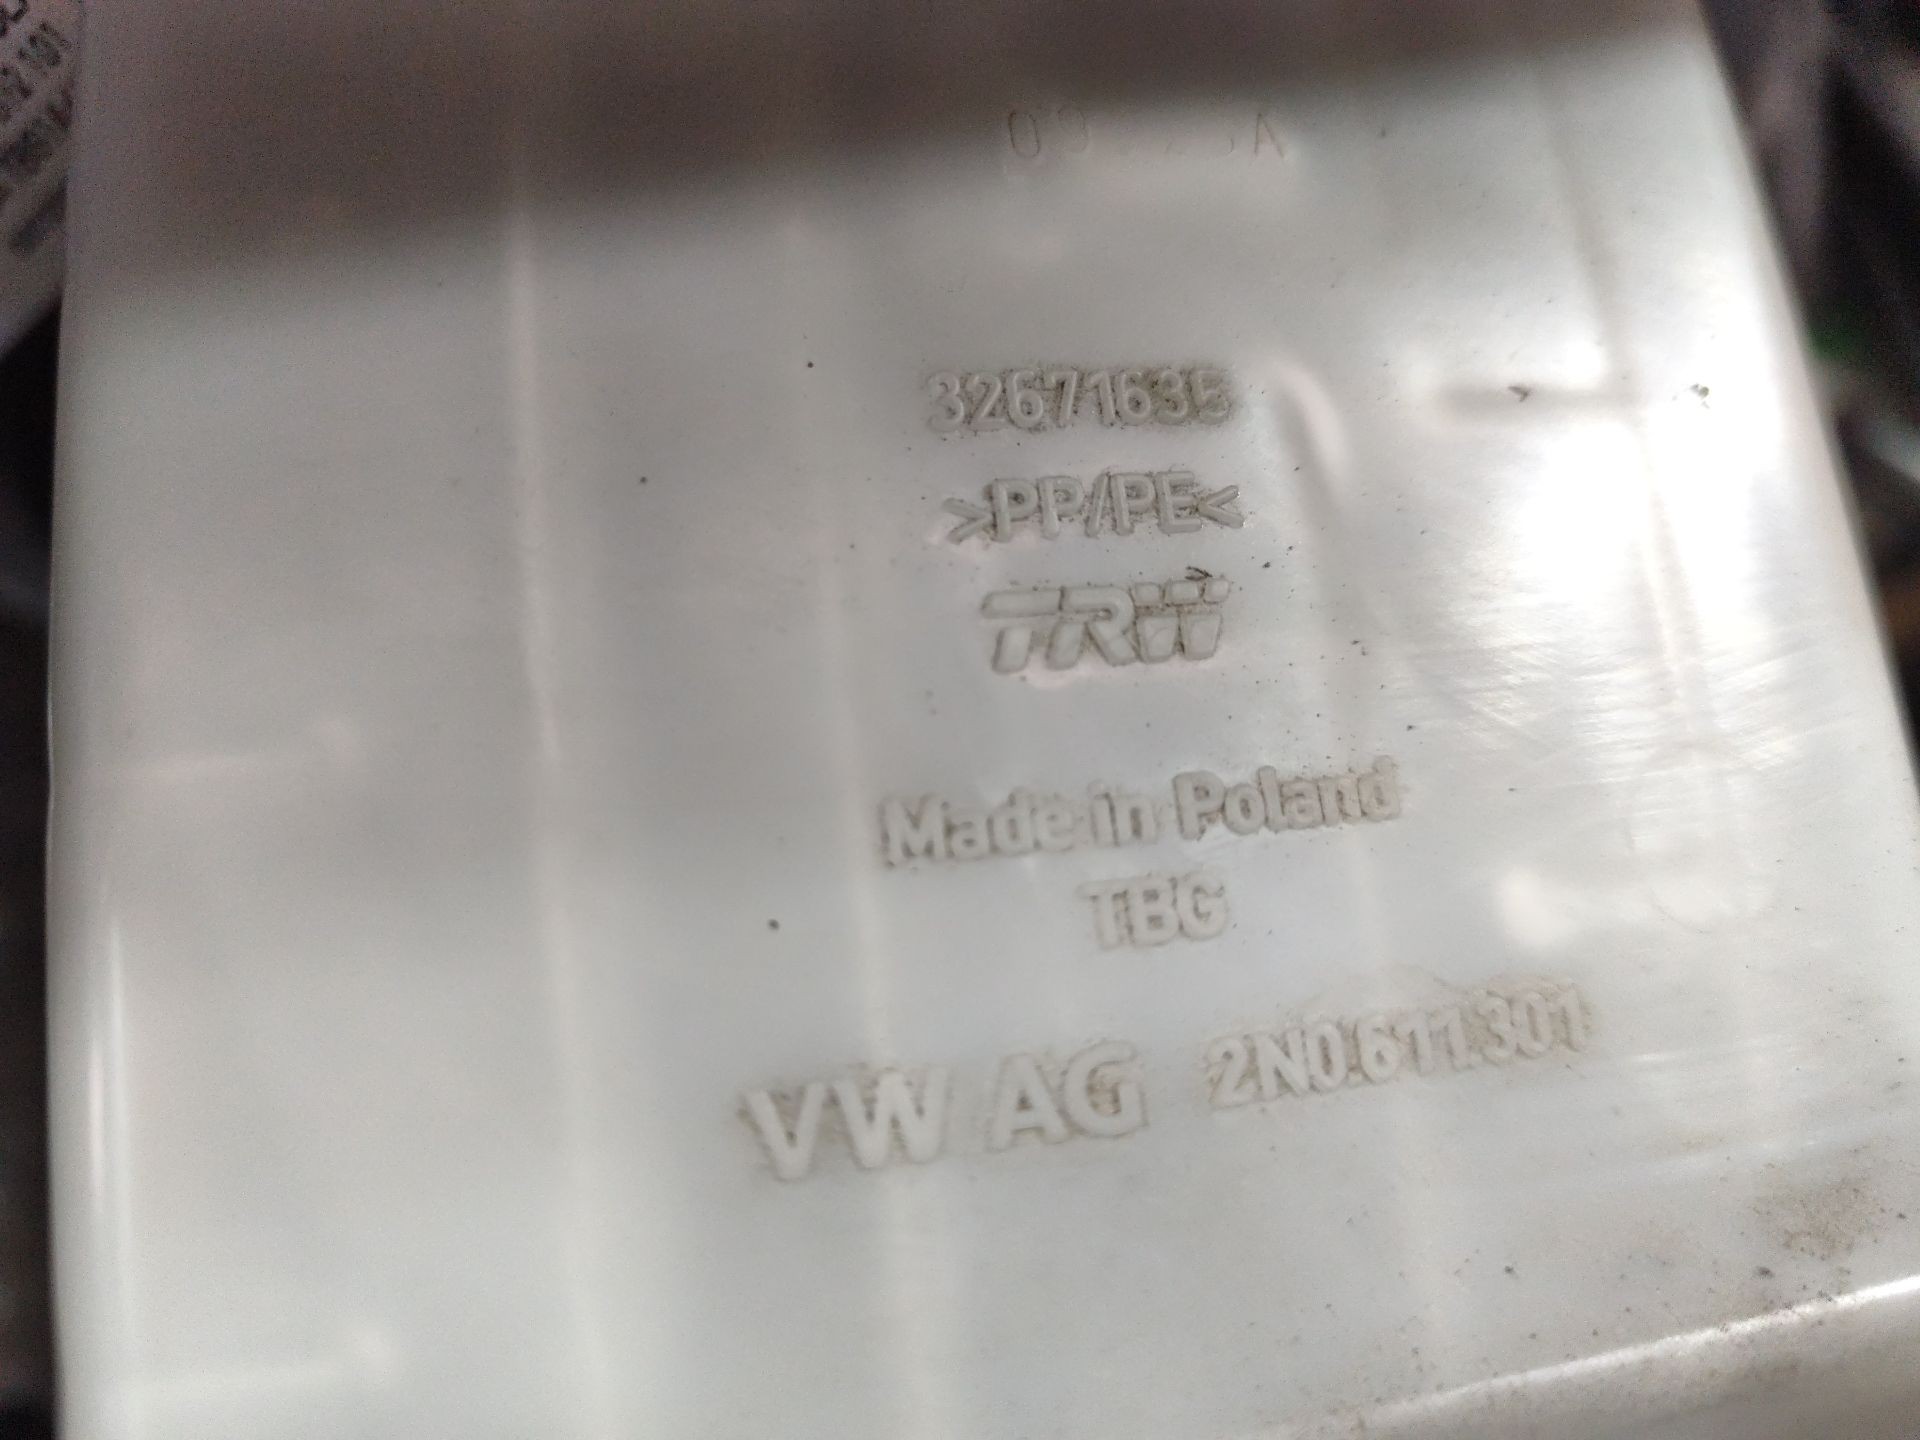 32671635
>PP/PE<
TRW
Made in Poland
TBG
VW AG 2N0.611.301